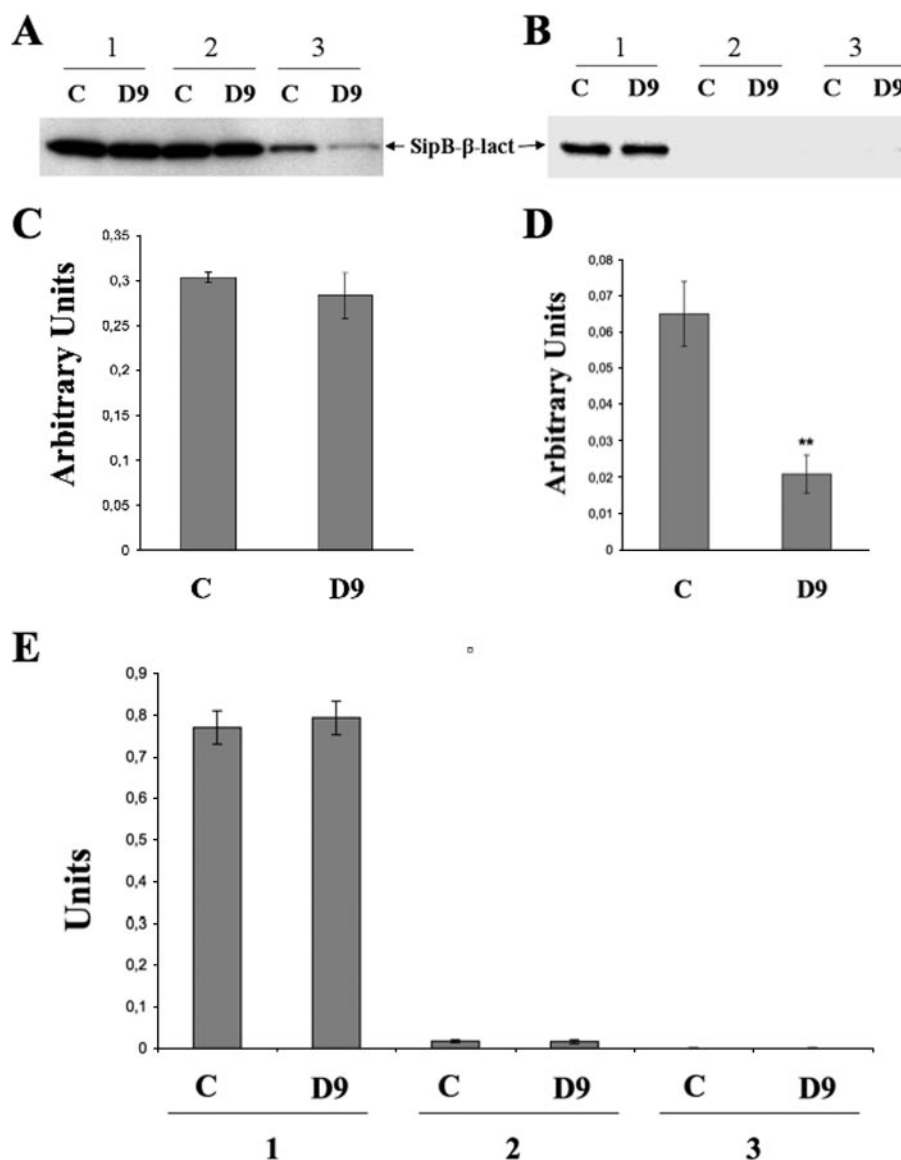 A
B
1 2 3
1 2 3
C D9 C D9 C D9
C D9 C D9 C D9
SipB-β-lact
C
D
Arbitrary Units
0,35
0,3
0,25
0,2
0,15
0,1
0,05
0
C D9
Arbitrary Units
0,08
0,07
0,06
0,05
0,04
0,03
0,02
0,01
0
**
C D9
E
Units
0,9
0,8
0,7
0,6
0,5
0,4
0,3
0,2
0,1
0
C D9 C D9 C D9
1 2 3